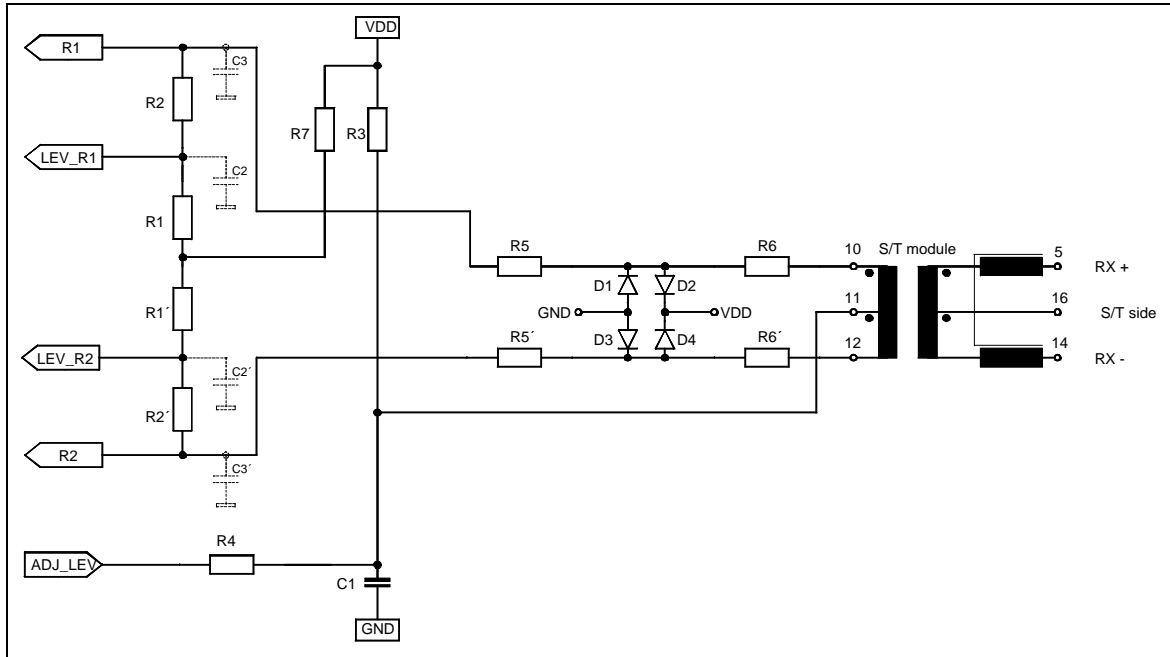 VDD
R1
C3
R2
R7
R3
LEV_R1
C2
R1
R5
R6
10
S/T module
5
RX +
D1
D2
GND
VDD
11
16
S/T side
R1´
D3
D4
R5´
R6´
12
14
RX -
LEV_R2
C2´
R2´
R2
C3´
R4
ADJ_LEV
C1
GND